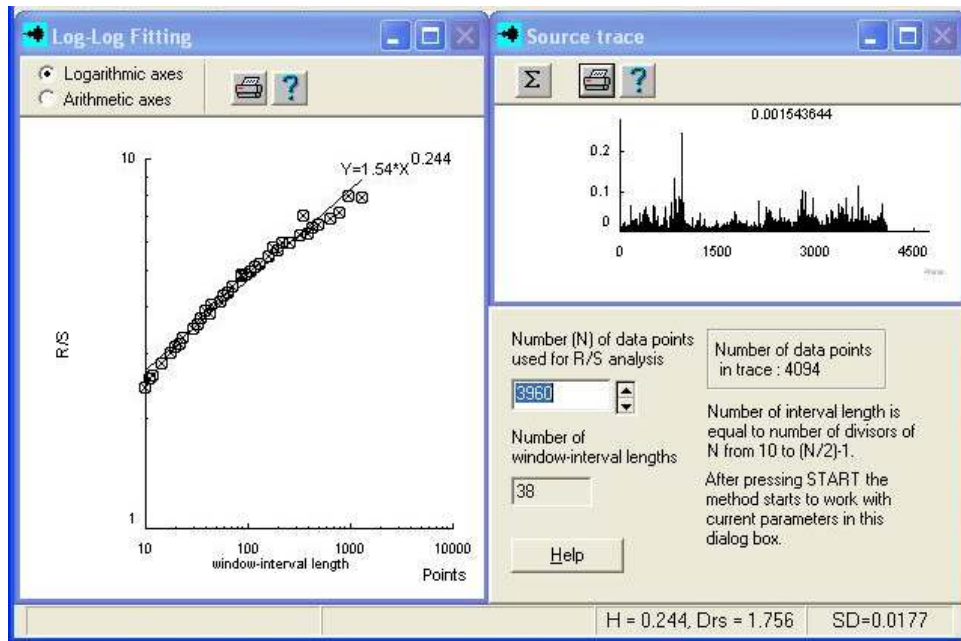 Log-Log Fitting
Logarithmic axes
Arithmetic axes
10
Y=1.54*X^0.244
R/S
1
10
100
1000
10000
window-interval length
Points
Source trace
Σ
0.001543644
0.2
0.1
0
0
1500
3000
4500
Number (N) of data points
used for R/S analysis
3960
Number of
window-interval lengths
38
Help
Number of data points
in trace : 4094
Number of interval length is
equal to number of divisors of
N from 10 to (N/2)-1.
After pressing START the
method starts to work with
current parameters in this
dialog box.
H = 0.244, Drs = 1.756
SD=0.0177